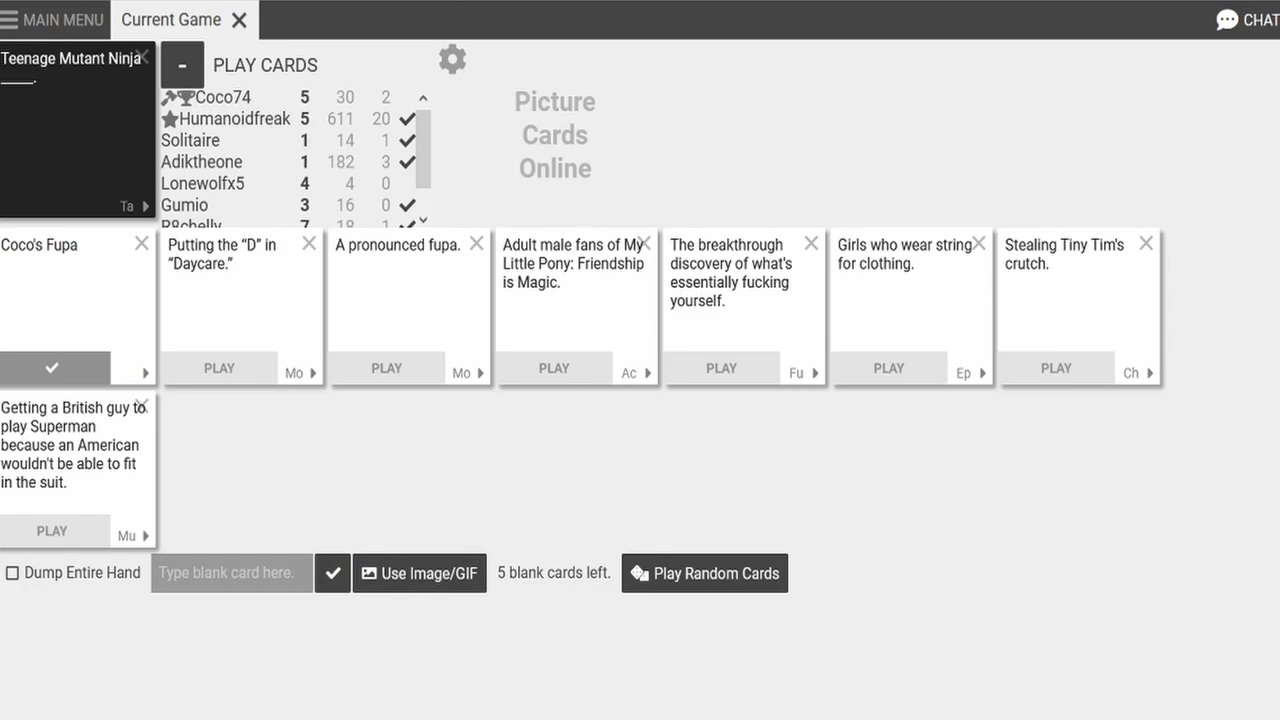 MAIN MENU
Current Game
CHAT
Teenage Mutant Ninja
____.
Ta
-
PLAY CARDS
Coco74 5 30 2
Humanoidfreak 5 611 20
Solitaire 1 14 1
Adiktheone 1 182 3
Lonewolfx5 4 4 0
Gumio 3 16 0
R8chelly 7 18 1
Picture
Cards
Online
Coco's Fupa
Putting the “D” in
“Daycare.”
PLAY
Mo
A pronounced fupa.
PLAY
Mo
Adult male fans of My
Little Pony: Friendship
is Magic.
PLAY
Ac
The breakthrough
discovery of what's
essentially fucking
yourself.
PLAY
Fu
Girls who wear string
for clothing.
PLAY
Ep
Stealing Tiny Tim's
crutch.
PLAY
Ch
Getting a British guy to
play Superman
because an American
wouldn't be able to fit
in the suit.
PLAY
Mu
Dump Entire Hand
Type blank card here.
Use Image/GIF
5 blank cards left.
Play Random Cards